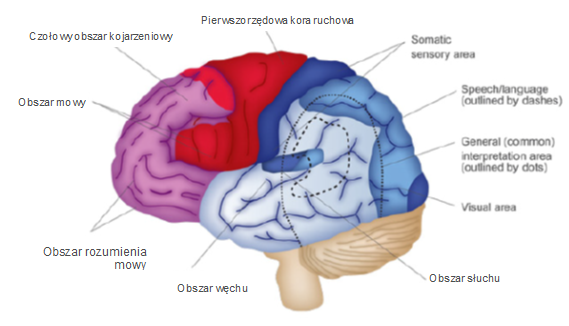 Pierwszorzędowa kora ruchowa
Czołowy obszar kojarzeniowy
Somatic
sensory area
Obszar mowy
Speech/language
(outlined by dashes)
General (common)
interpretation area
(outlined by dots)
Visual area
Obszar rozumienia
mowy
Obszar słuchu
Obszar węchu